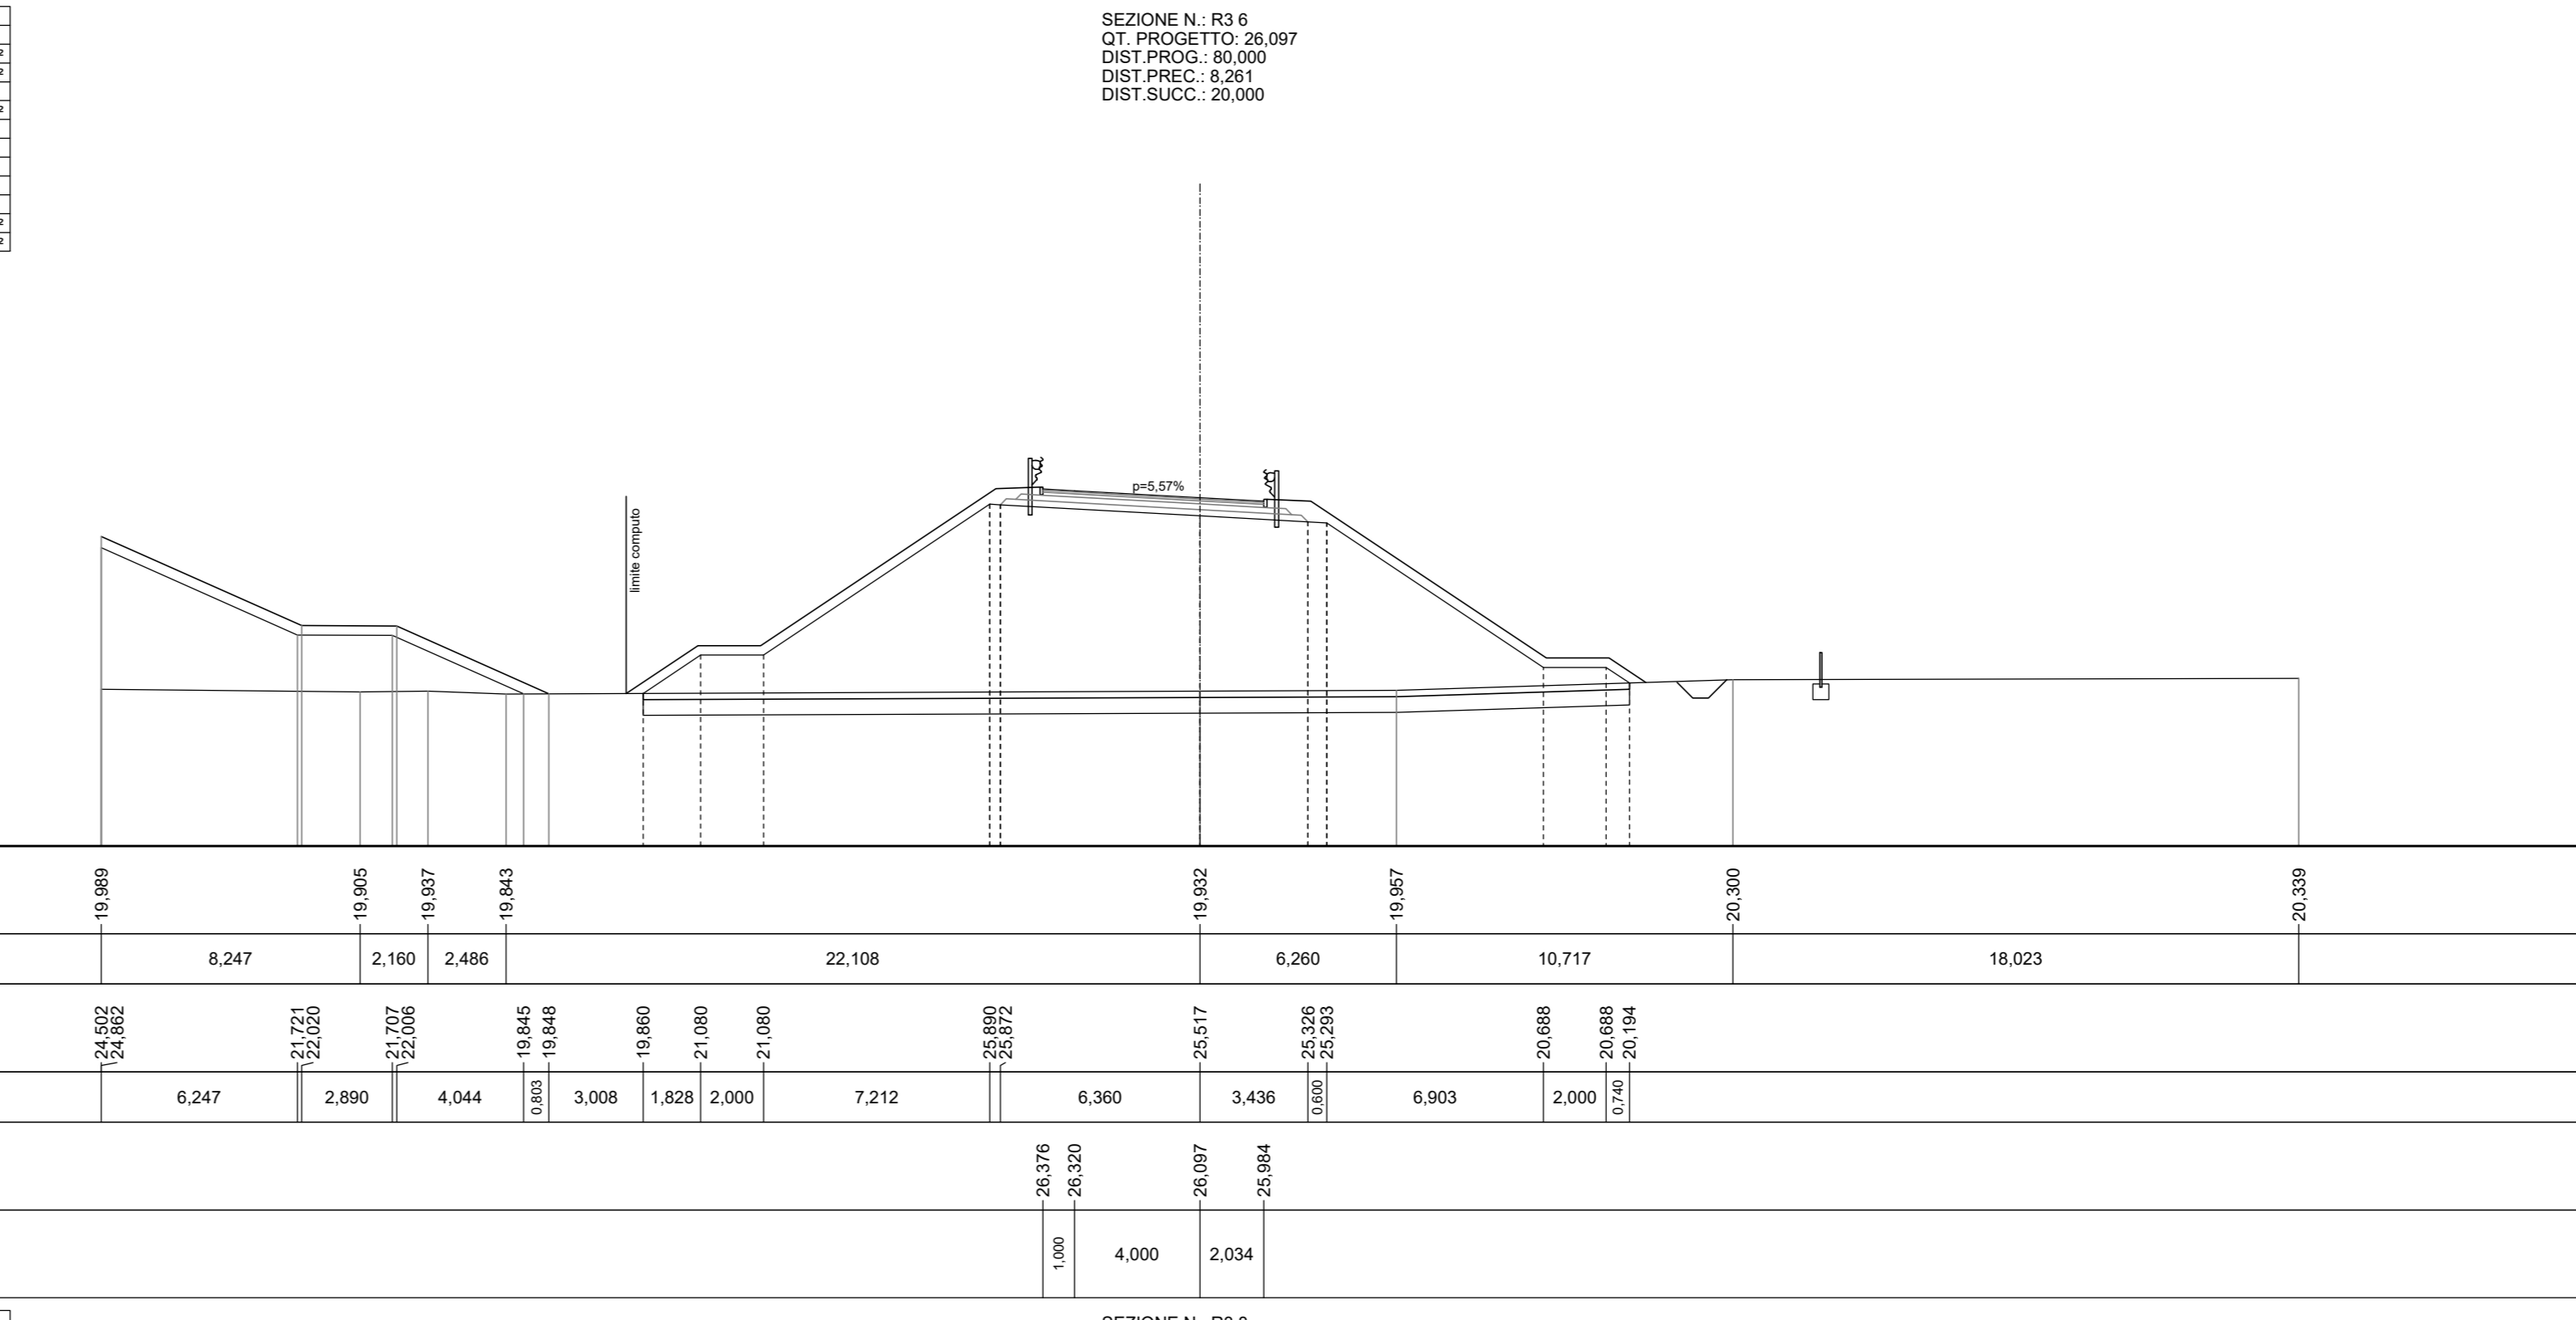 SEZIONE N.: R3 6
QT. PROGETTO: 26,097
DIST.PROG.: 80,000
DIST.PREC.: 8,261
DIST.SUCC.: 20,000
2
2
2
2
2
p=5,57%
limite computo
19,989 19,905 19,937 19,843 19,932 19,957 20,300 20,339
8,247 2,160 2,486 22,108 6,260 10,717 18,023
24,502 24,862 21,721 22,020 21,707 22,006 19,845 19,848 19,860 21,080 21,080 25,890 25,872 25,517 25,326 25,293 20,688 20,688 20,194
6,247 2,890 4,044 0,803 3,008 1,828 2,000 7,212 6,360 3,436 0,600 6,903 2,000 0,740
26,376 26,320 26,097 25,984
1,000 4,000 2,034